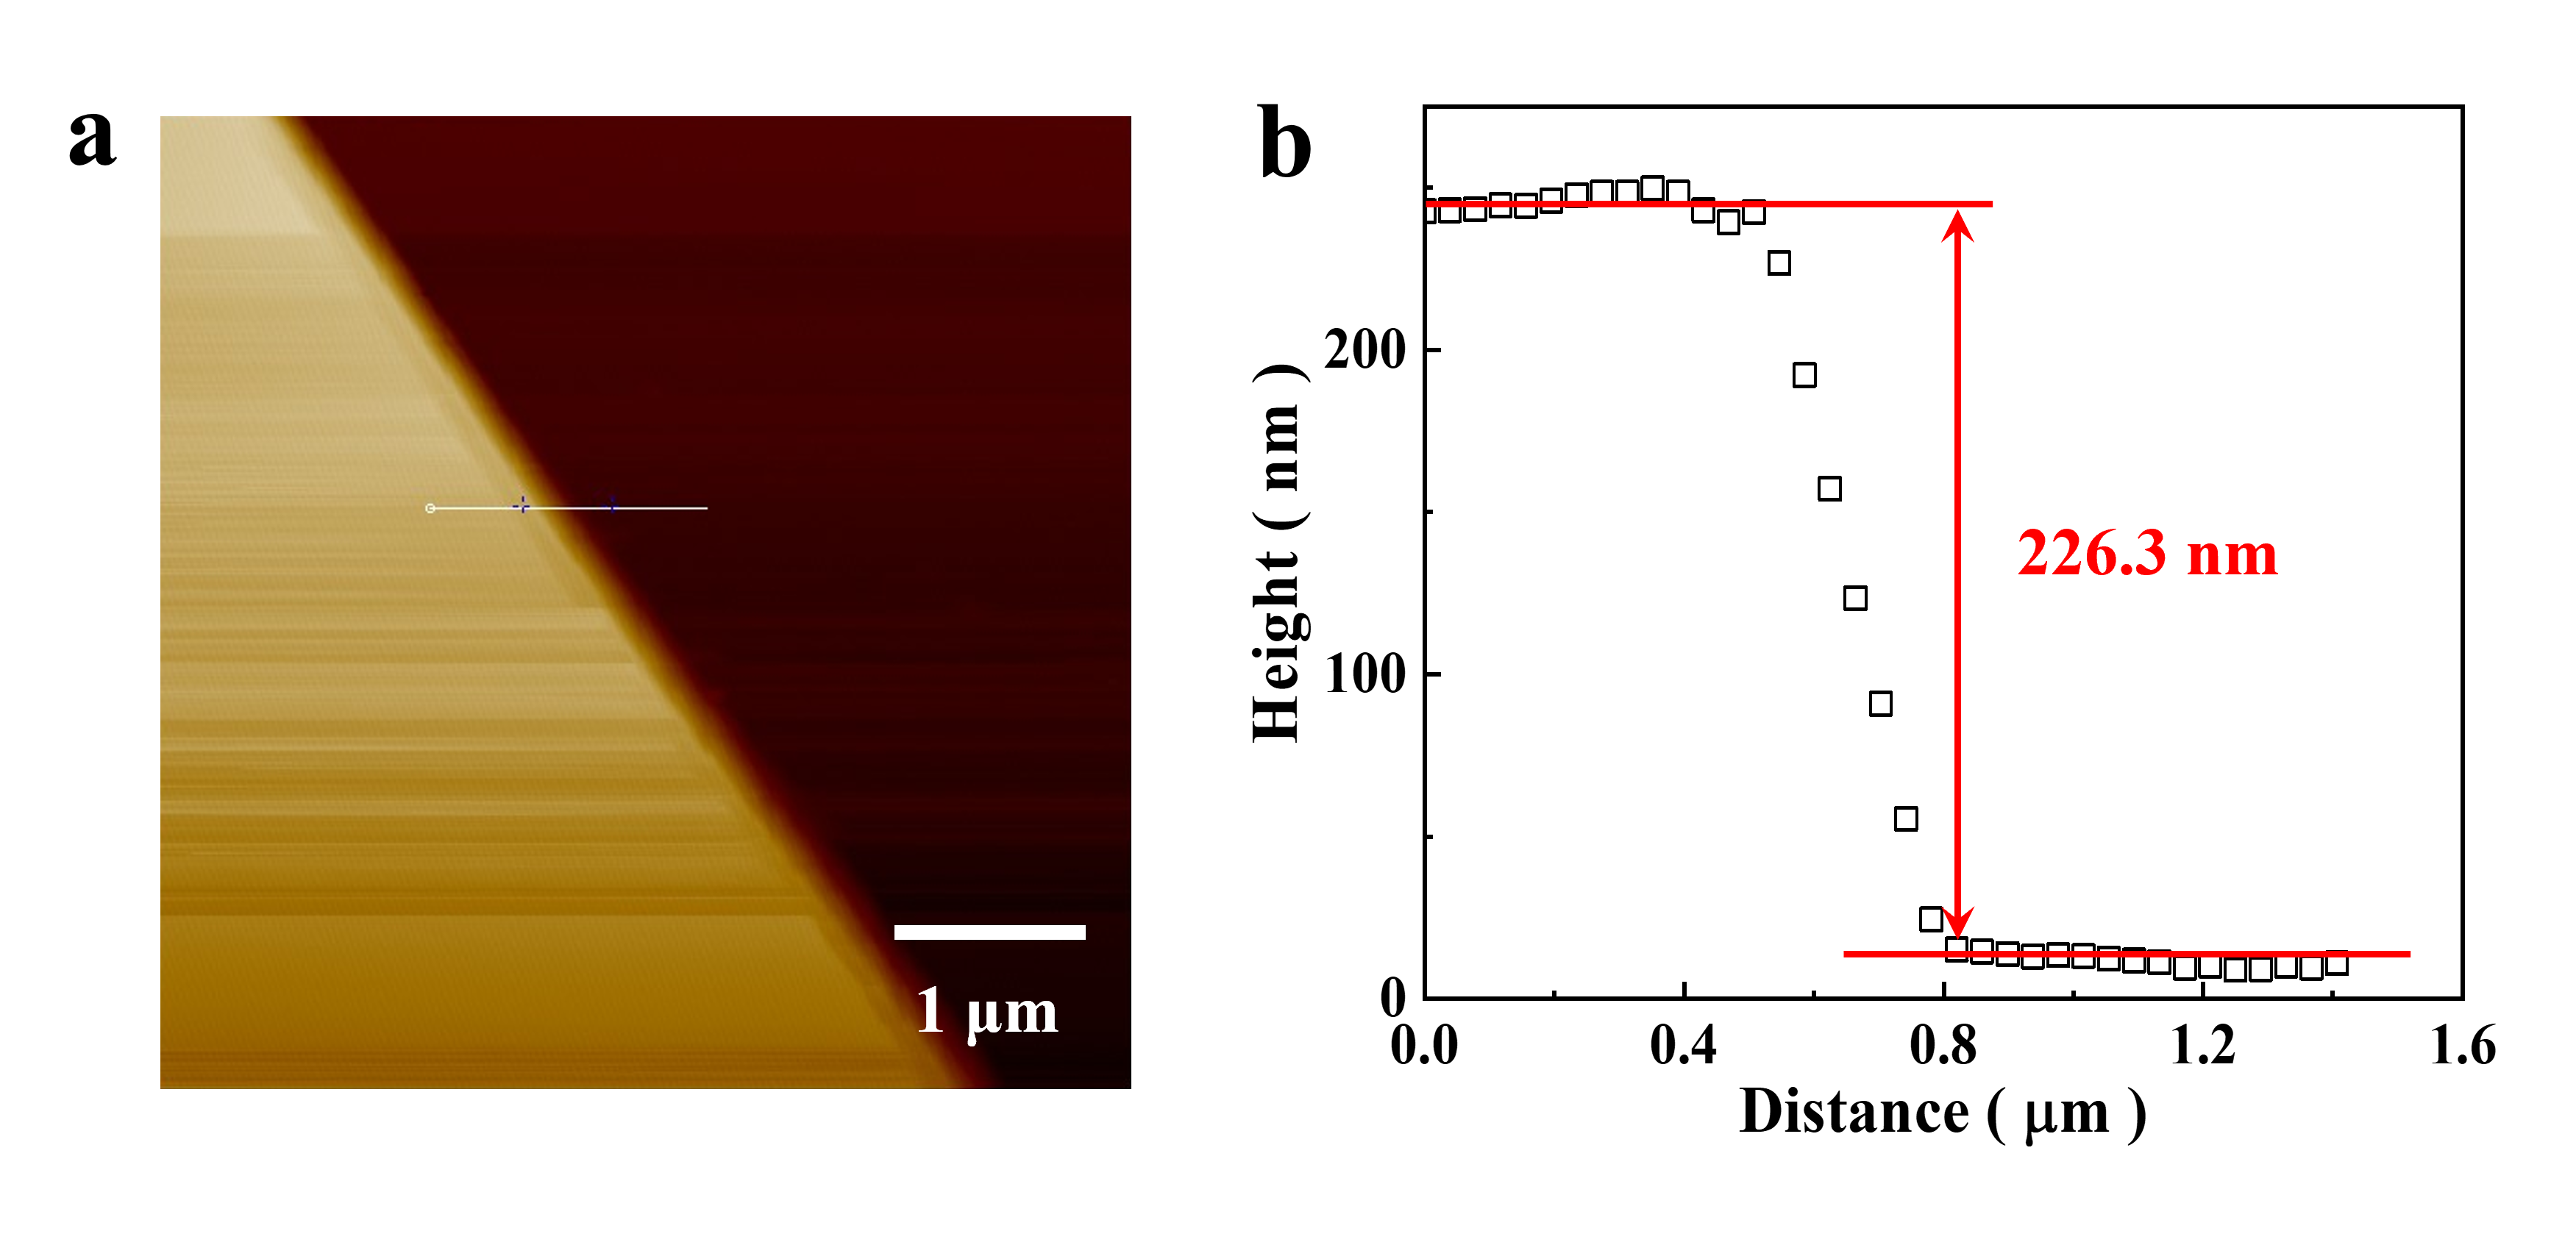 a
1 μm
b
Height ( nm )
200
100
0
226.3 nm
0.0 0.4 0.8 1.2 1.6
Distance ( μm )